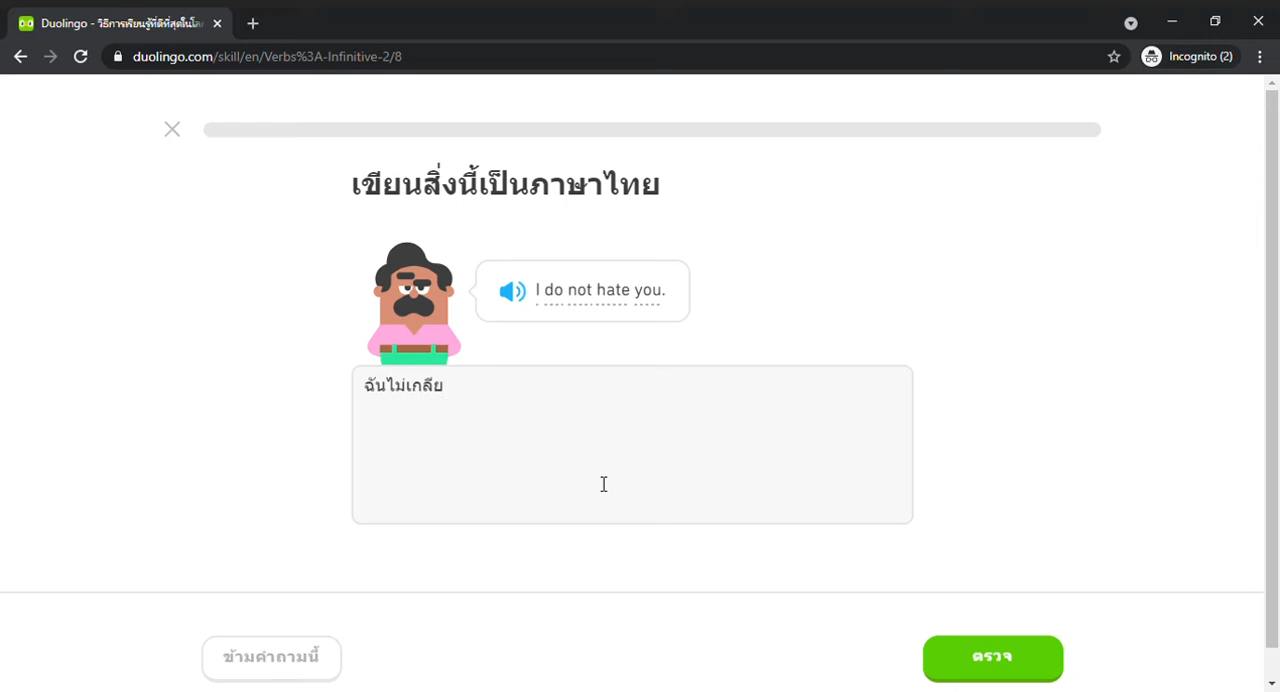 Duolingo - วิธีการเรียนรู้ที่ดีที่สุดในโล
duolingo.com/skill/en/Verbs%3A-Infinitive-2/8
Incognito (2)
เขียนสิ่งนี้เป็นภาษาไทย
I do not hate you.
ฉันไม่เกลีย
ข้ามคำถามนี้
ตรวจ